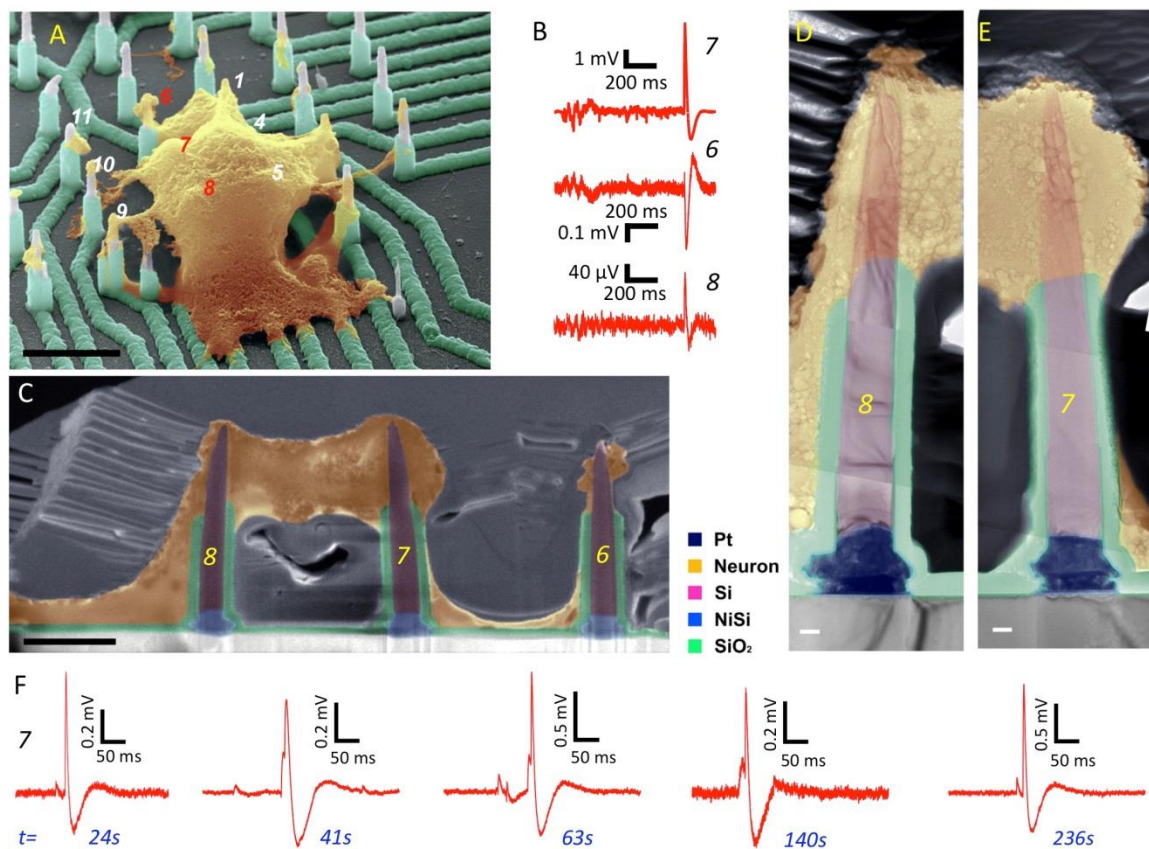 A
B
D
E
1
6
4
11
7
5
10
8
9
7
1 mV
200 ms
6
200 ms
0.1 mV
40 µV
200 ms
8
C
8
7
6
8
7
Pt
Neuron
Si
NiSi
SiO₂
F
7
0.2 mV
50 ms
0.2 mV
50 ms
0.5 mV
50 ms
0.2 mV
50 ms
0.5 mV
50 ms
t= 24s 41s 63s 140s 236s